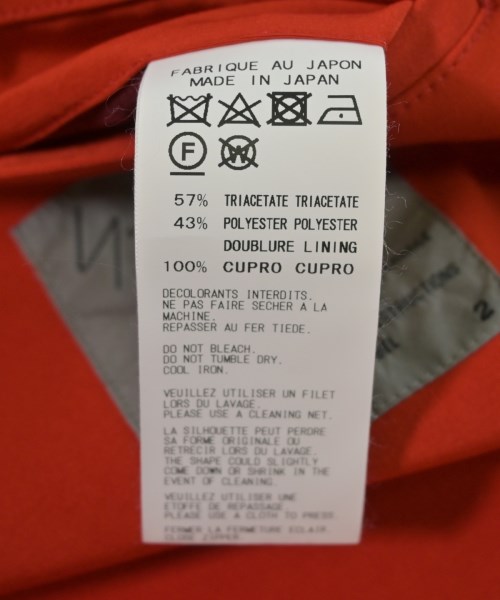 FABRIQUE AU JAPON
MADE IN JAPAN
F W
57% TRIACETATE TRIACETATE
43% POLYESTER POLYESTER
DOUBLURE LINING
100% CUPRO CUPRO
DECOLORANTS INTERDITS.
NE PAS FAIRE SECHER A LA
MACHINE.
REPASSER AU FER TIEDE.
DO NOT BLEACH.
DO NOT TUMBLE DRY.
COOL IRON.
VEUILLEZ UTILISER UN FILET
LORS DU LAVAGE.
PLEASE USE A CLEANING NET.
LA SILHOUETTE PEUT PERDRE
SA FORME ORIGINALE OU
RETRECIR LORS DU LAVAGE.
THE SHAPE COULD SLIGHTLY
COME DOWN OR SHRINK IN THE
EVENT OF CLEANING.
VEUILLEZ UTILISER UNE
ETOFFE DE REPASSAGE.
PLEASE USE A CLOTH TO PRESS.
FERMER LA FERMETURE ECLAIR.
CLOSE ZIPPER.
2